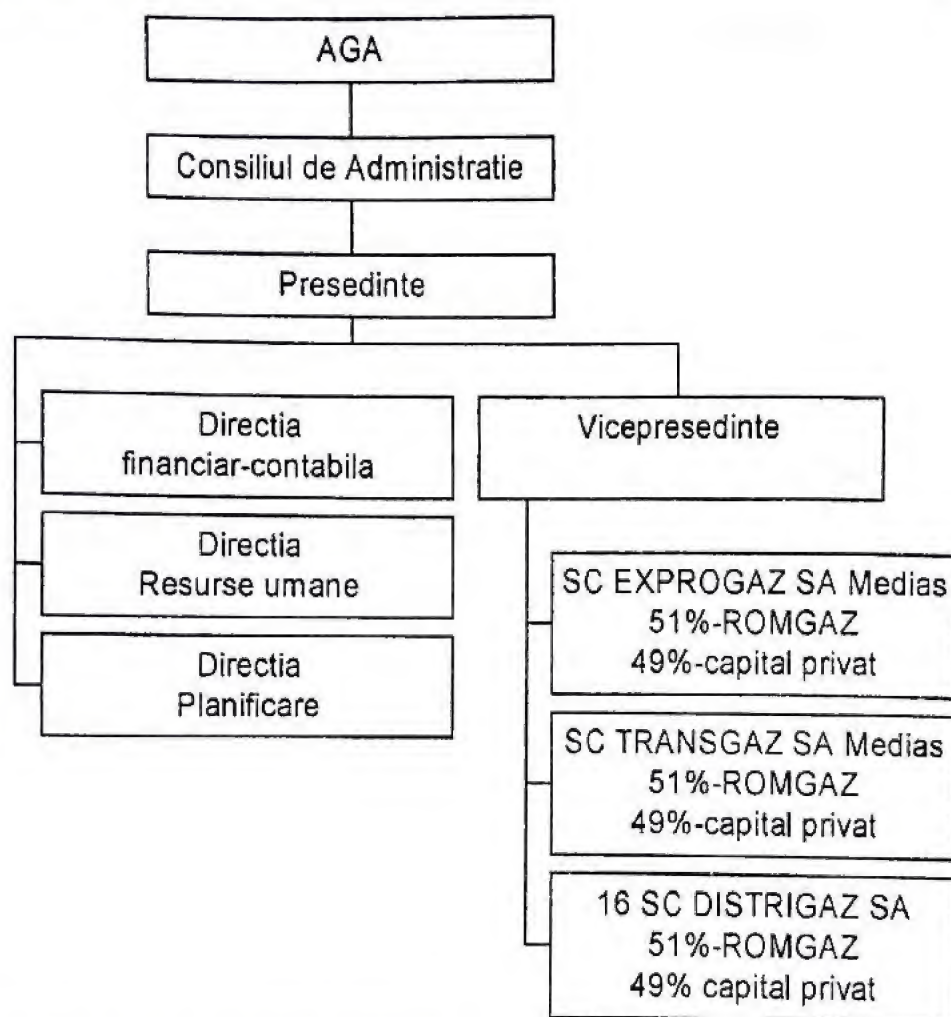 AGA
Consiliul de Administratie
Presedinte
Directia
financiar-contabila
Directia
Resurse umane
Directia
Planificare
Vicepresedinte
SC EXPROGAZ SA Medias
51%-ROMGAZ
49%-capital privat
SC TRANSGAZ SA Medias
51%-ROMGAZ
49%-capital privat
16 SC DISTRIGAZ SA
51%-ROMGAZ
49% capital privat